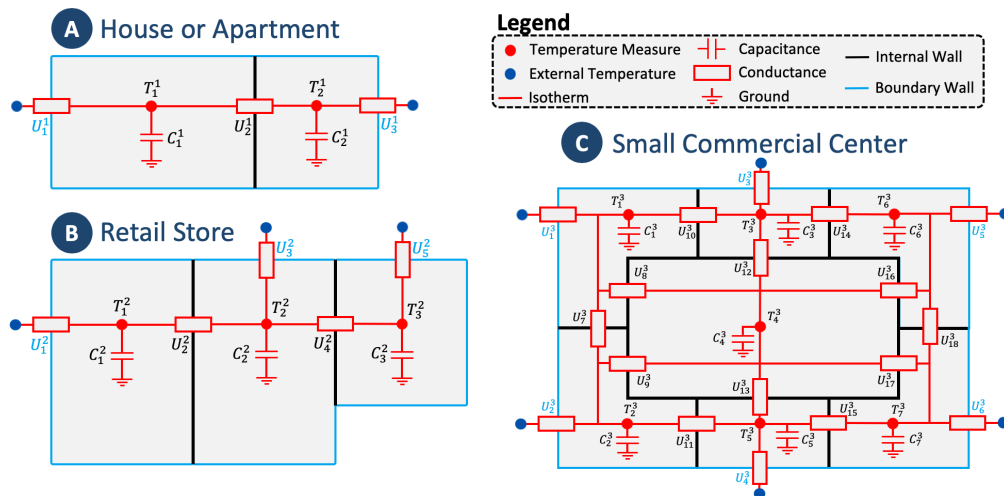 A House or Apartment
T₁¹
T₂¹
U₁¹
U₂¹
U₃¹
C₁¹
C₂¹
Legend
Temperature Measure
Capacitance
Internal Wall
External Temperature
Conductance
Boundary Wall
Isotherm
Ground
B Retail Store
U₃²
U₅²
T₁²
T₂²
T₃²
U₁²
U₂²
U₄²
C₁²
C₂²
C₃²
C Small Commercial Center
U₃³
T₁³
T₆³
U₁³
C₁³
U₁₀³
T₃³
C₃³
U₁₄³
C₆³
U₅³
U₈³
U₁₂³
U₁₆³
U₇³
T₄³
C₄³
U₁₈³
U₉³
U₁₃³
U₁₇³
U₂³
T₂³
U₁₅³
T₇³
U₆³
C₂³
U₁₁³
T₅³
C₅³
C₇³
U₄³